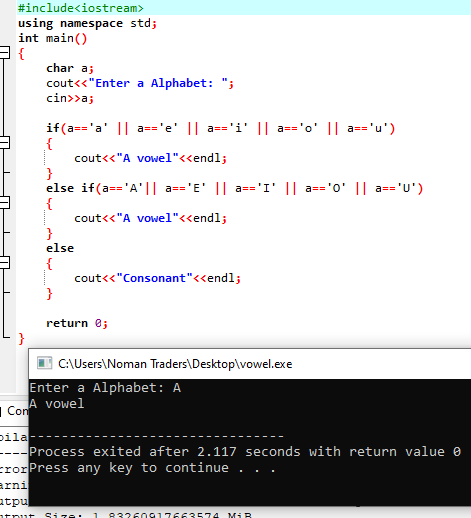 #include<iostream>
using namespace std;
int main()
{
    char a;
    cout<<"Enter a Alphabet: ";
    cin>>a;

    if(a=='a' || a=='e' || a=='i' || a=='o' || a=='u')
    {
        cout<<"A vowel"<<endl;
    }
    else if(a=='A'|| a=='E' || a=='I' || a=='O' || a=='U')
    {
        cout<<"A vowel"<<endl;
    }
    else
    {
        cout<<"Consonant"<<endl;
    }

    return 0;
}
C:\Users\Noman Traders\Desktop\vowel.exe
Enter a Alphabet: A
A vowel

--------------------------------
Process exited after 2.117 seconds with return value 0
Press any key to continue . . .